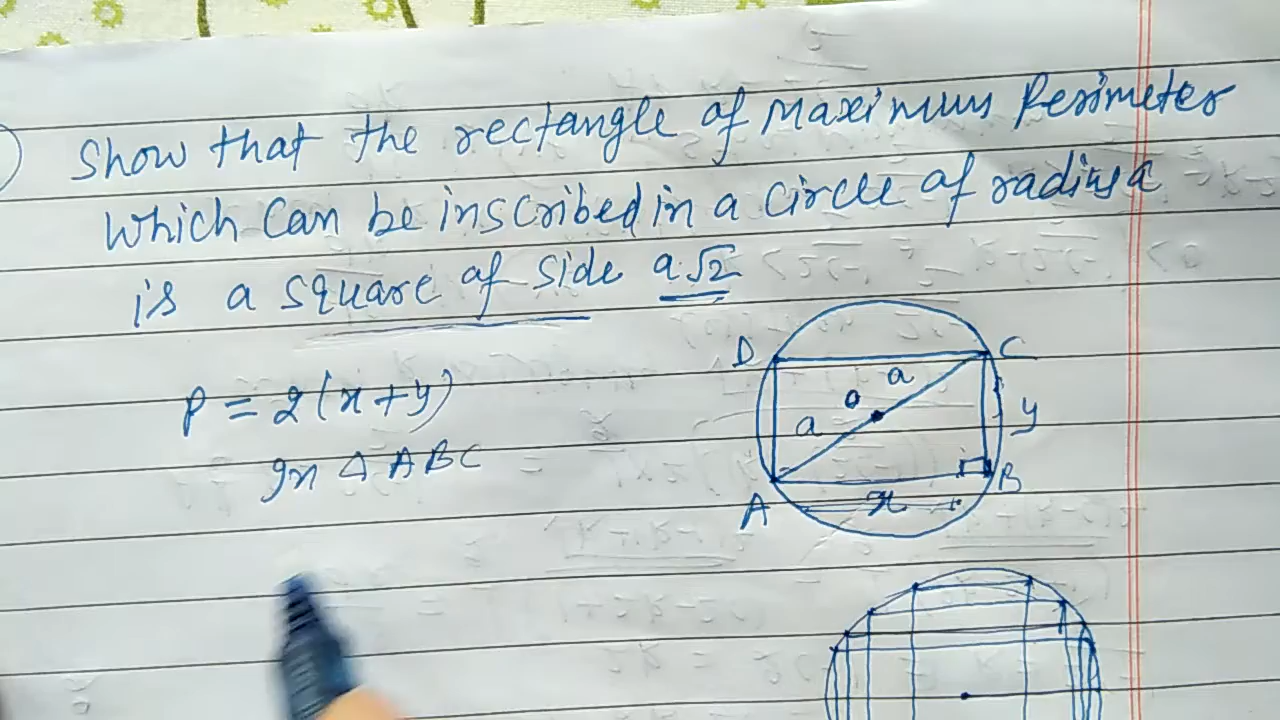 Show that the rectangle of Maximum Perimeter
Which Can be inscribed in a Circle of radius a
is a square of side a√2
P = 2(x+y)
In △ ABC
D
C
a
o
a
y
A
x
B